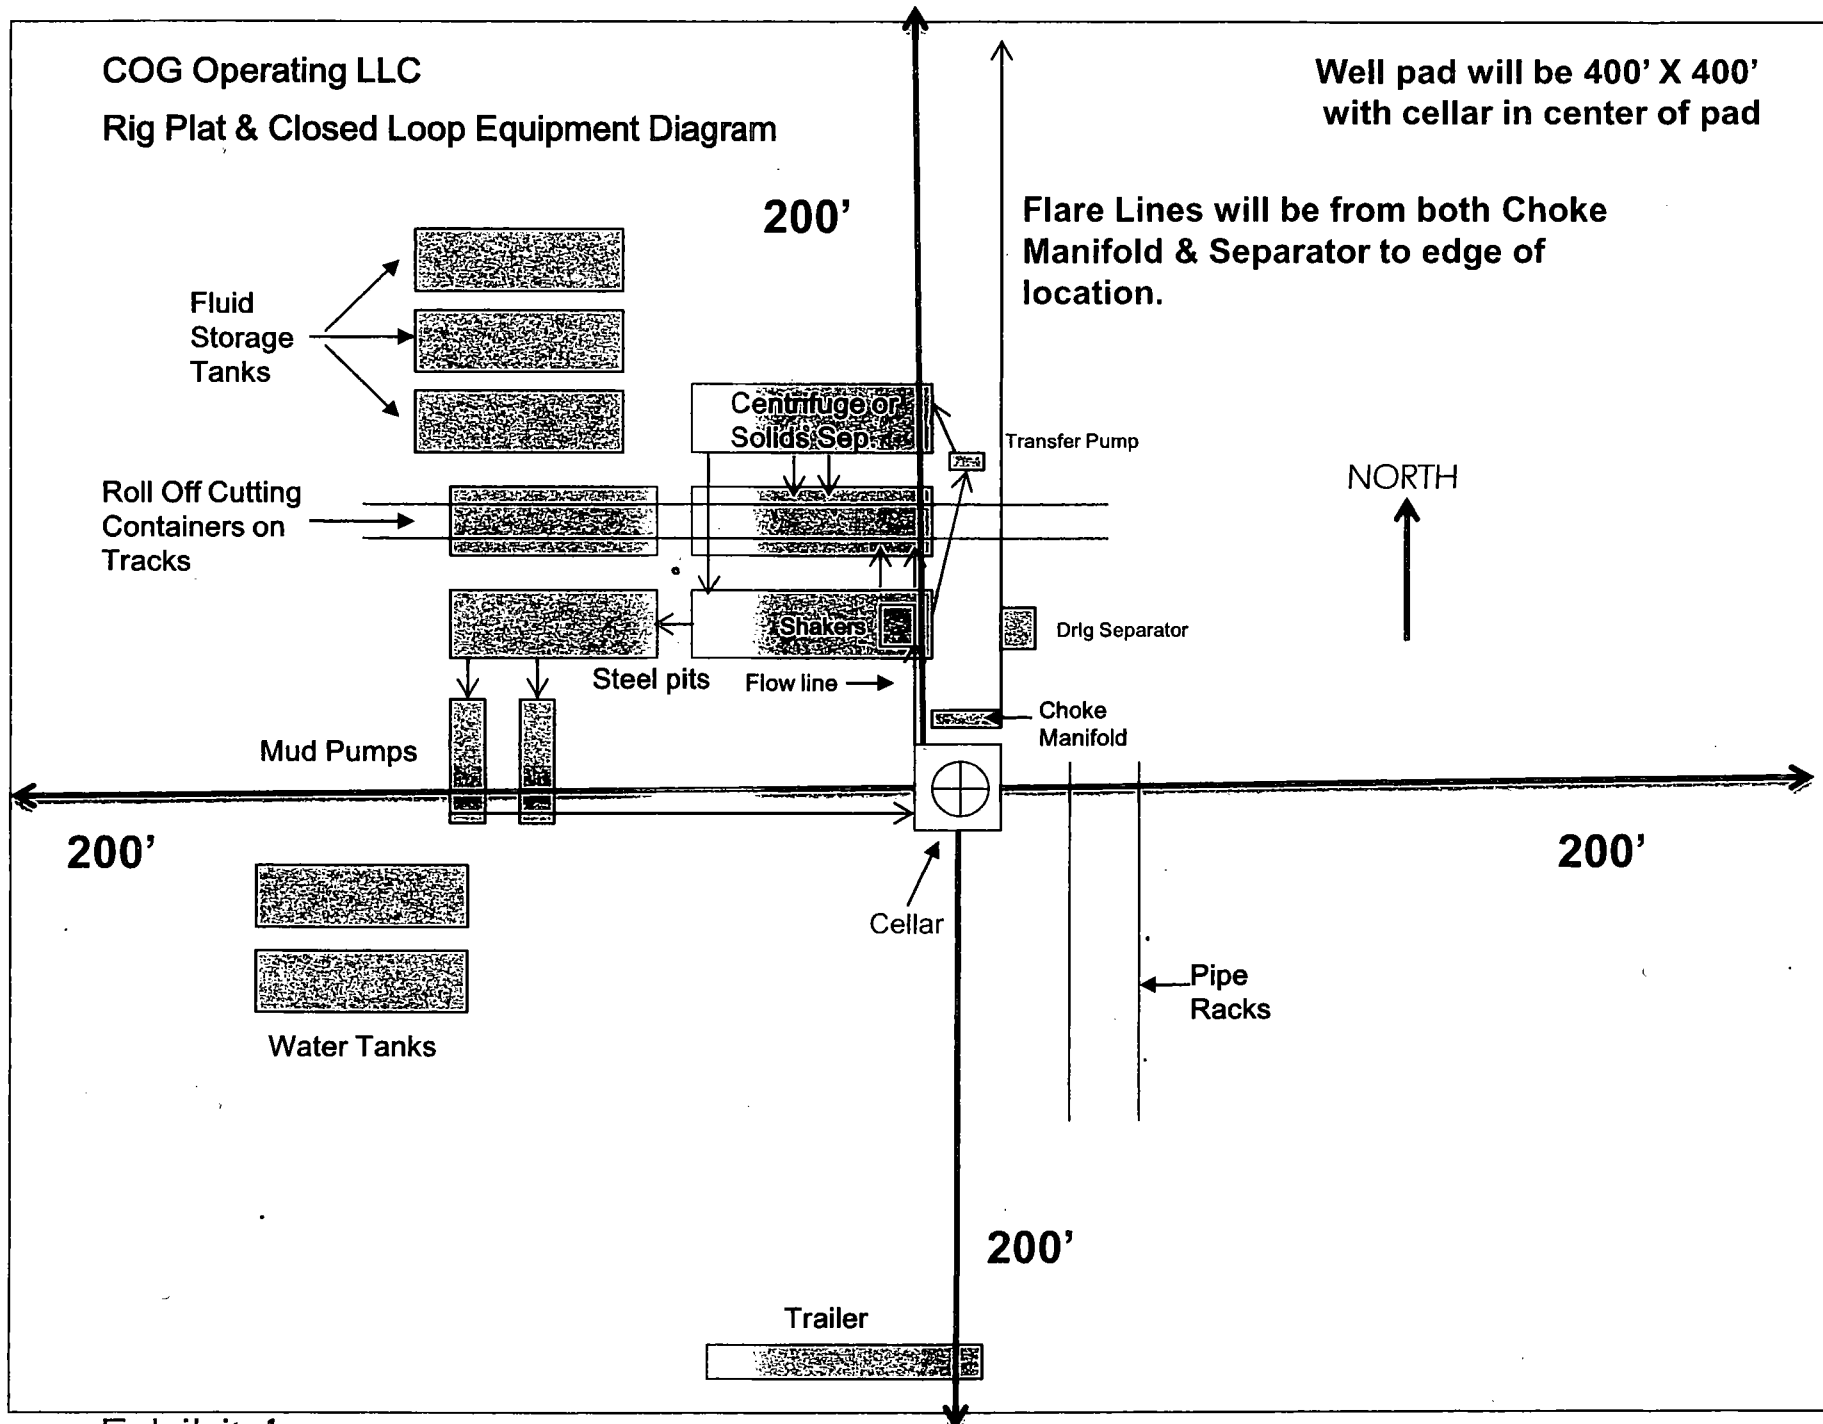 COG Operating LLC
Rig Plat & Closed Loop Equipment Diagram
Well pad will be 400' X 400'
with cellar in center of pad
200'
Flare Lines will be from both Choke
Manifold & Separator to edge of
location.
Fluid
Storage
Tanks
Centrifuge or
Solids Sep.
Transfer Pump
NORTH
Roll Off Cutting
Containers on
Tracks
Shakers
Drlg Separator
Steel pits
Flow line
Choke
Manifold
Mud Pumps
200'
200'
Cellar
Pipe
Racks
Water Tanks
200'
Trailer